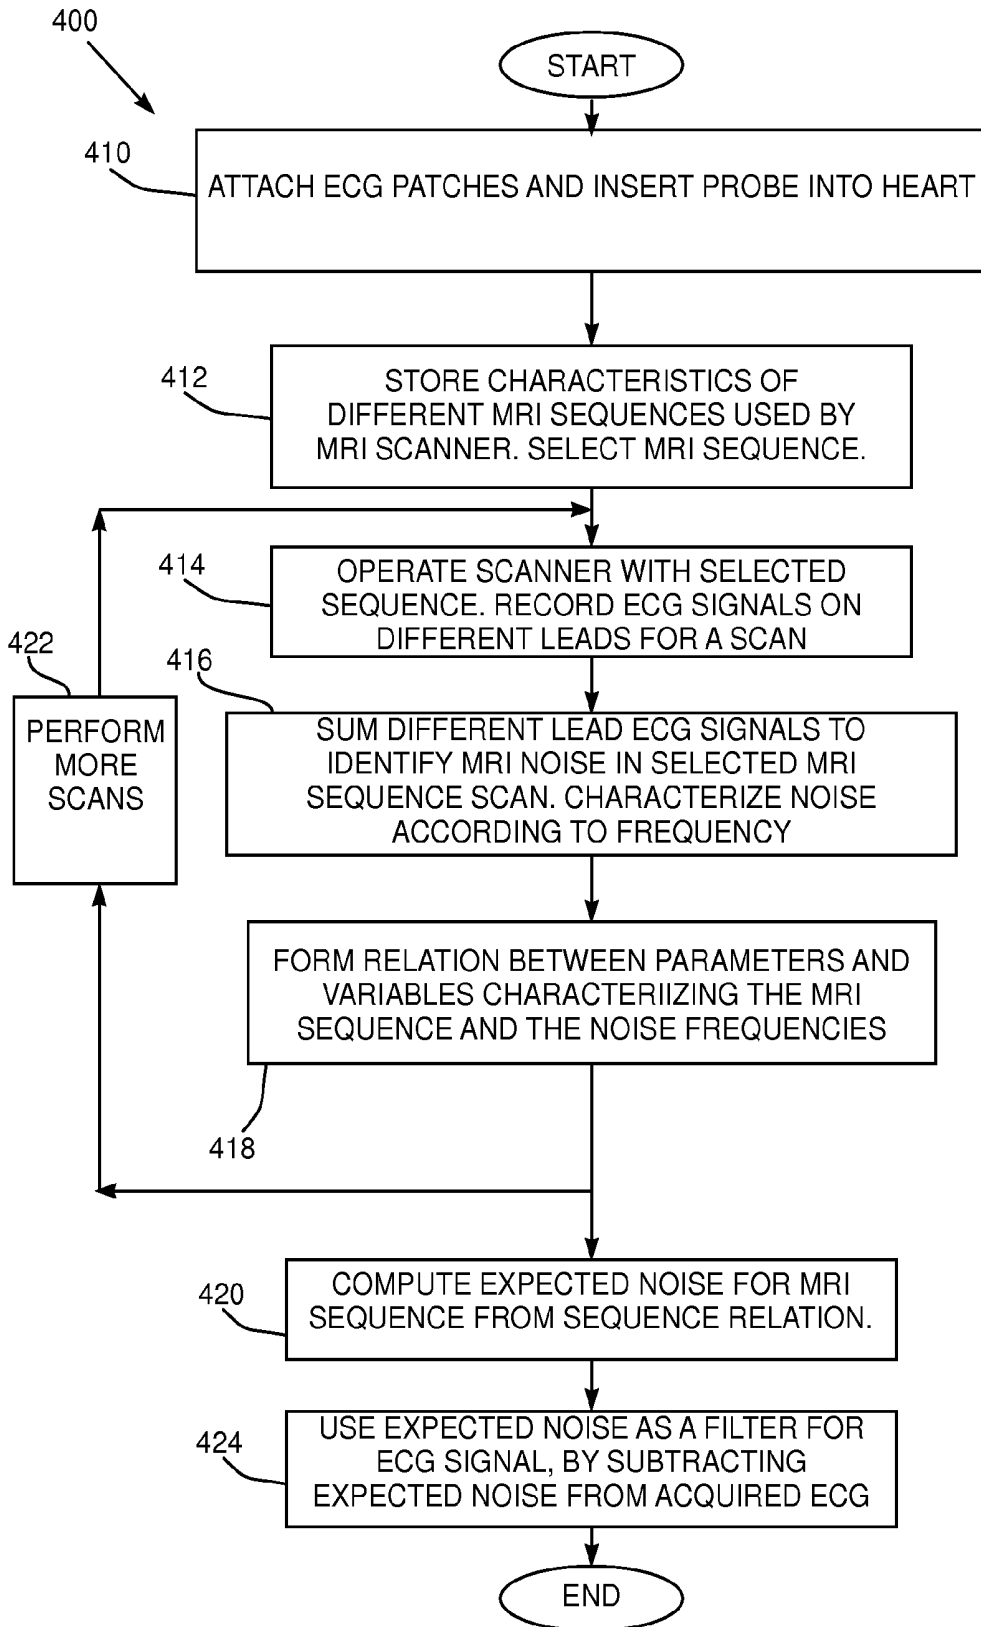 400
START
410
ATTACH ECG PATCHES AND INSERT PROBE INTO HEART
412
STORE CHARACTERISTICS OF
DIFFERENT MRI SEQUENCES USED BY
MRI SCANNER. SELECT MRI SEQUENCE.
414
OPERATE SCANNER WITH SELECTED
SEQUENCE. RECORD ECG SIGNALS ON
DIFFERENT LEADS FOR A SCAN
422
PERFORM
MORE
SCANS
416
SUM DIFFERENT LEAD ECG SIGNALS TO
IDENTIFY MRI NOISE IN SELECTED MRI
SEQUENCE SCAN. CHARACTERIZE NOISE
ACCORDING TO FREQUENCY
FORM RELATION BETWEEN PARAMETERS AND
VARIABLES CHARACTERIIZING THE MRI
SEQUENCE AND THE NOISE FREQUENCIES
418
420
COMPUTE EXPECTED NOISE FOR MRI
SEQUENCE FROM SEQUENCE RELATION.
424
USE EXPECTED NOISE AS A FILTER FOR
ECG SIGNAL, BY SUBTRACTING
EXPECTED NOISE FROM ACQUIRED ECG
END